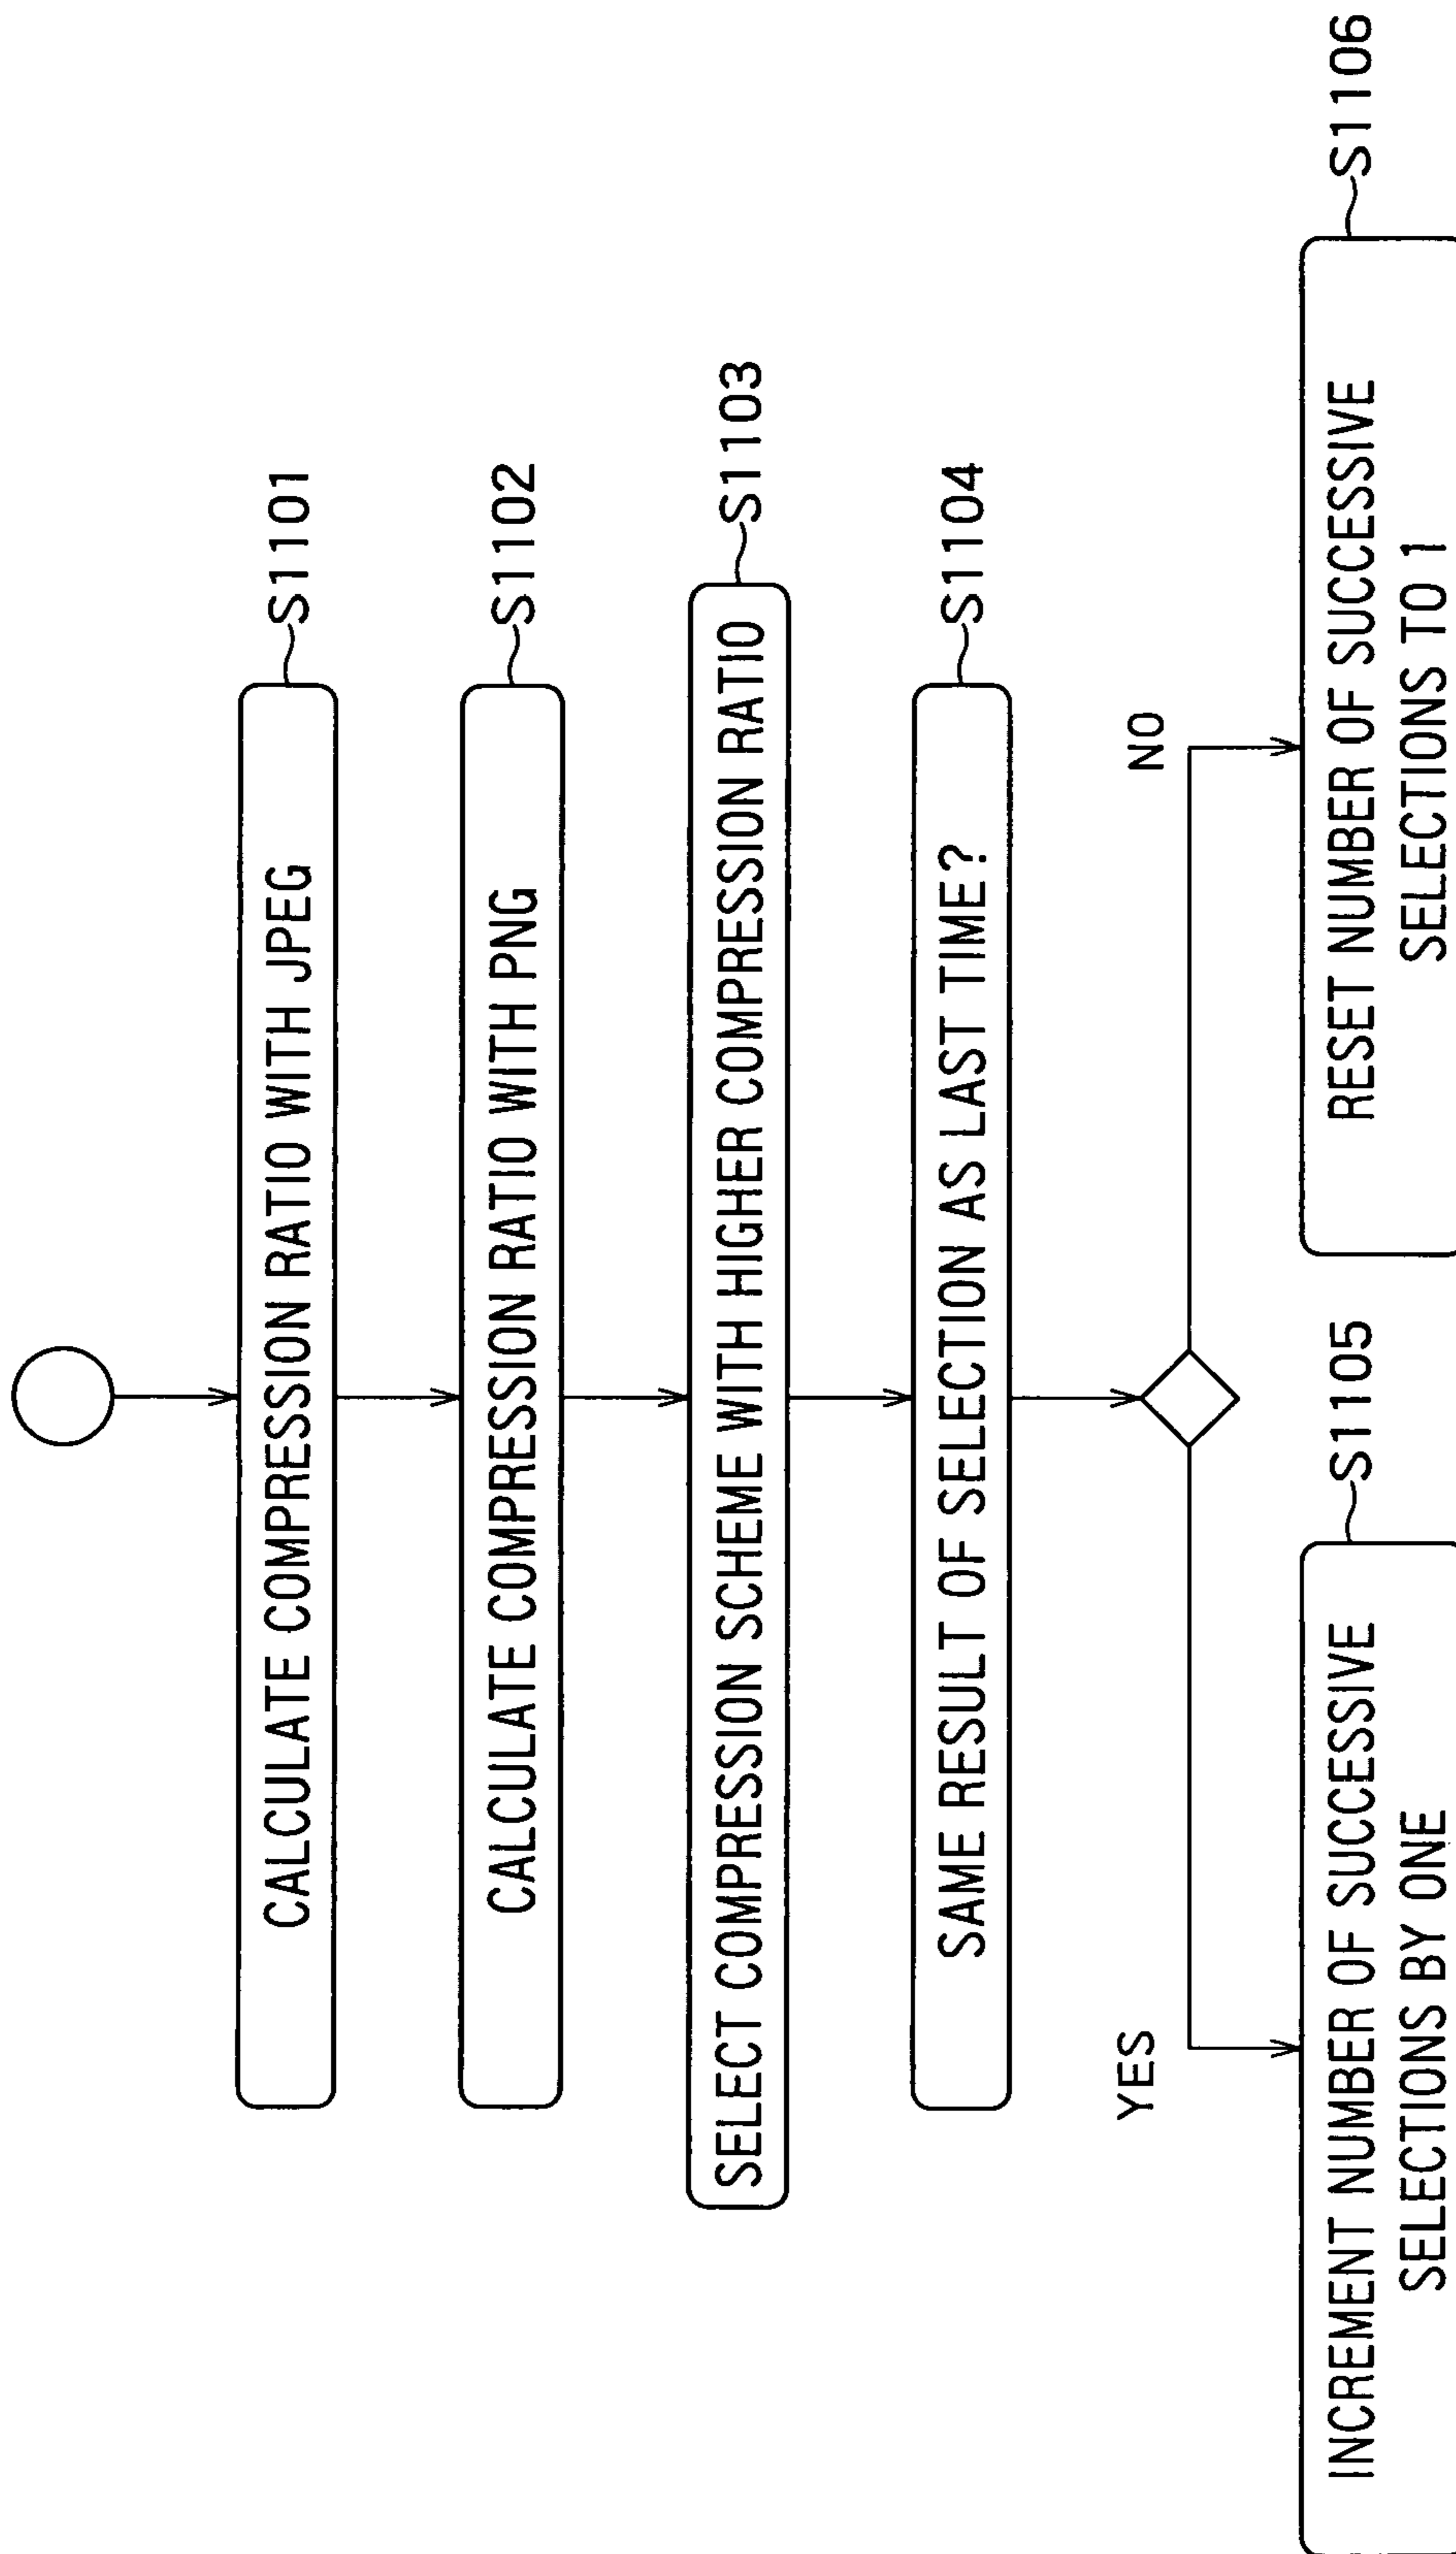 CALCULATE COMPRESSION RATIO WITH JPEG
S1101
CALCULATE COMPRESSION RATIO WITH PNG
S1102
SELECT COMPRESSION SCHEME WITH HIGHER COMPRESSION RATIO
S1103
SAME RESULT OF SELECTION AS LAST TIME?
S1104
YES
NO
INCREMENT NUMBER OF SUCCESSIVE
SELECTIONS BY ONE
S1105
RESET NUMBER OF SUCCESSIVE
SELECTIONS TO 1
S1106